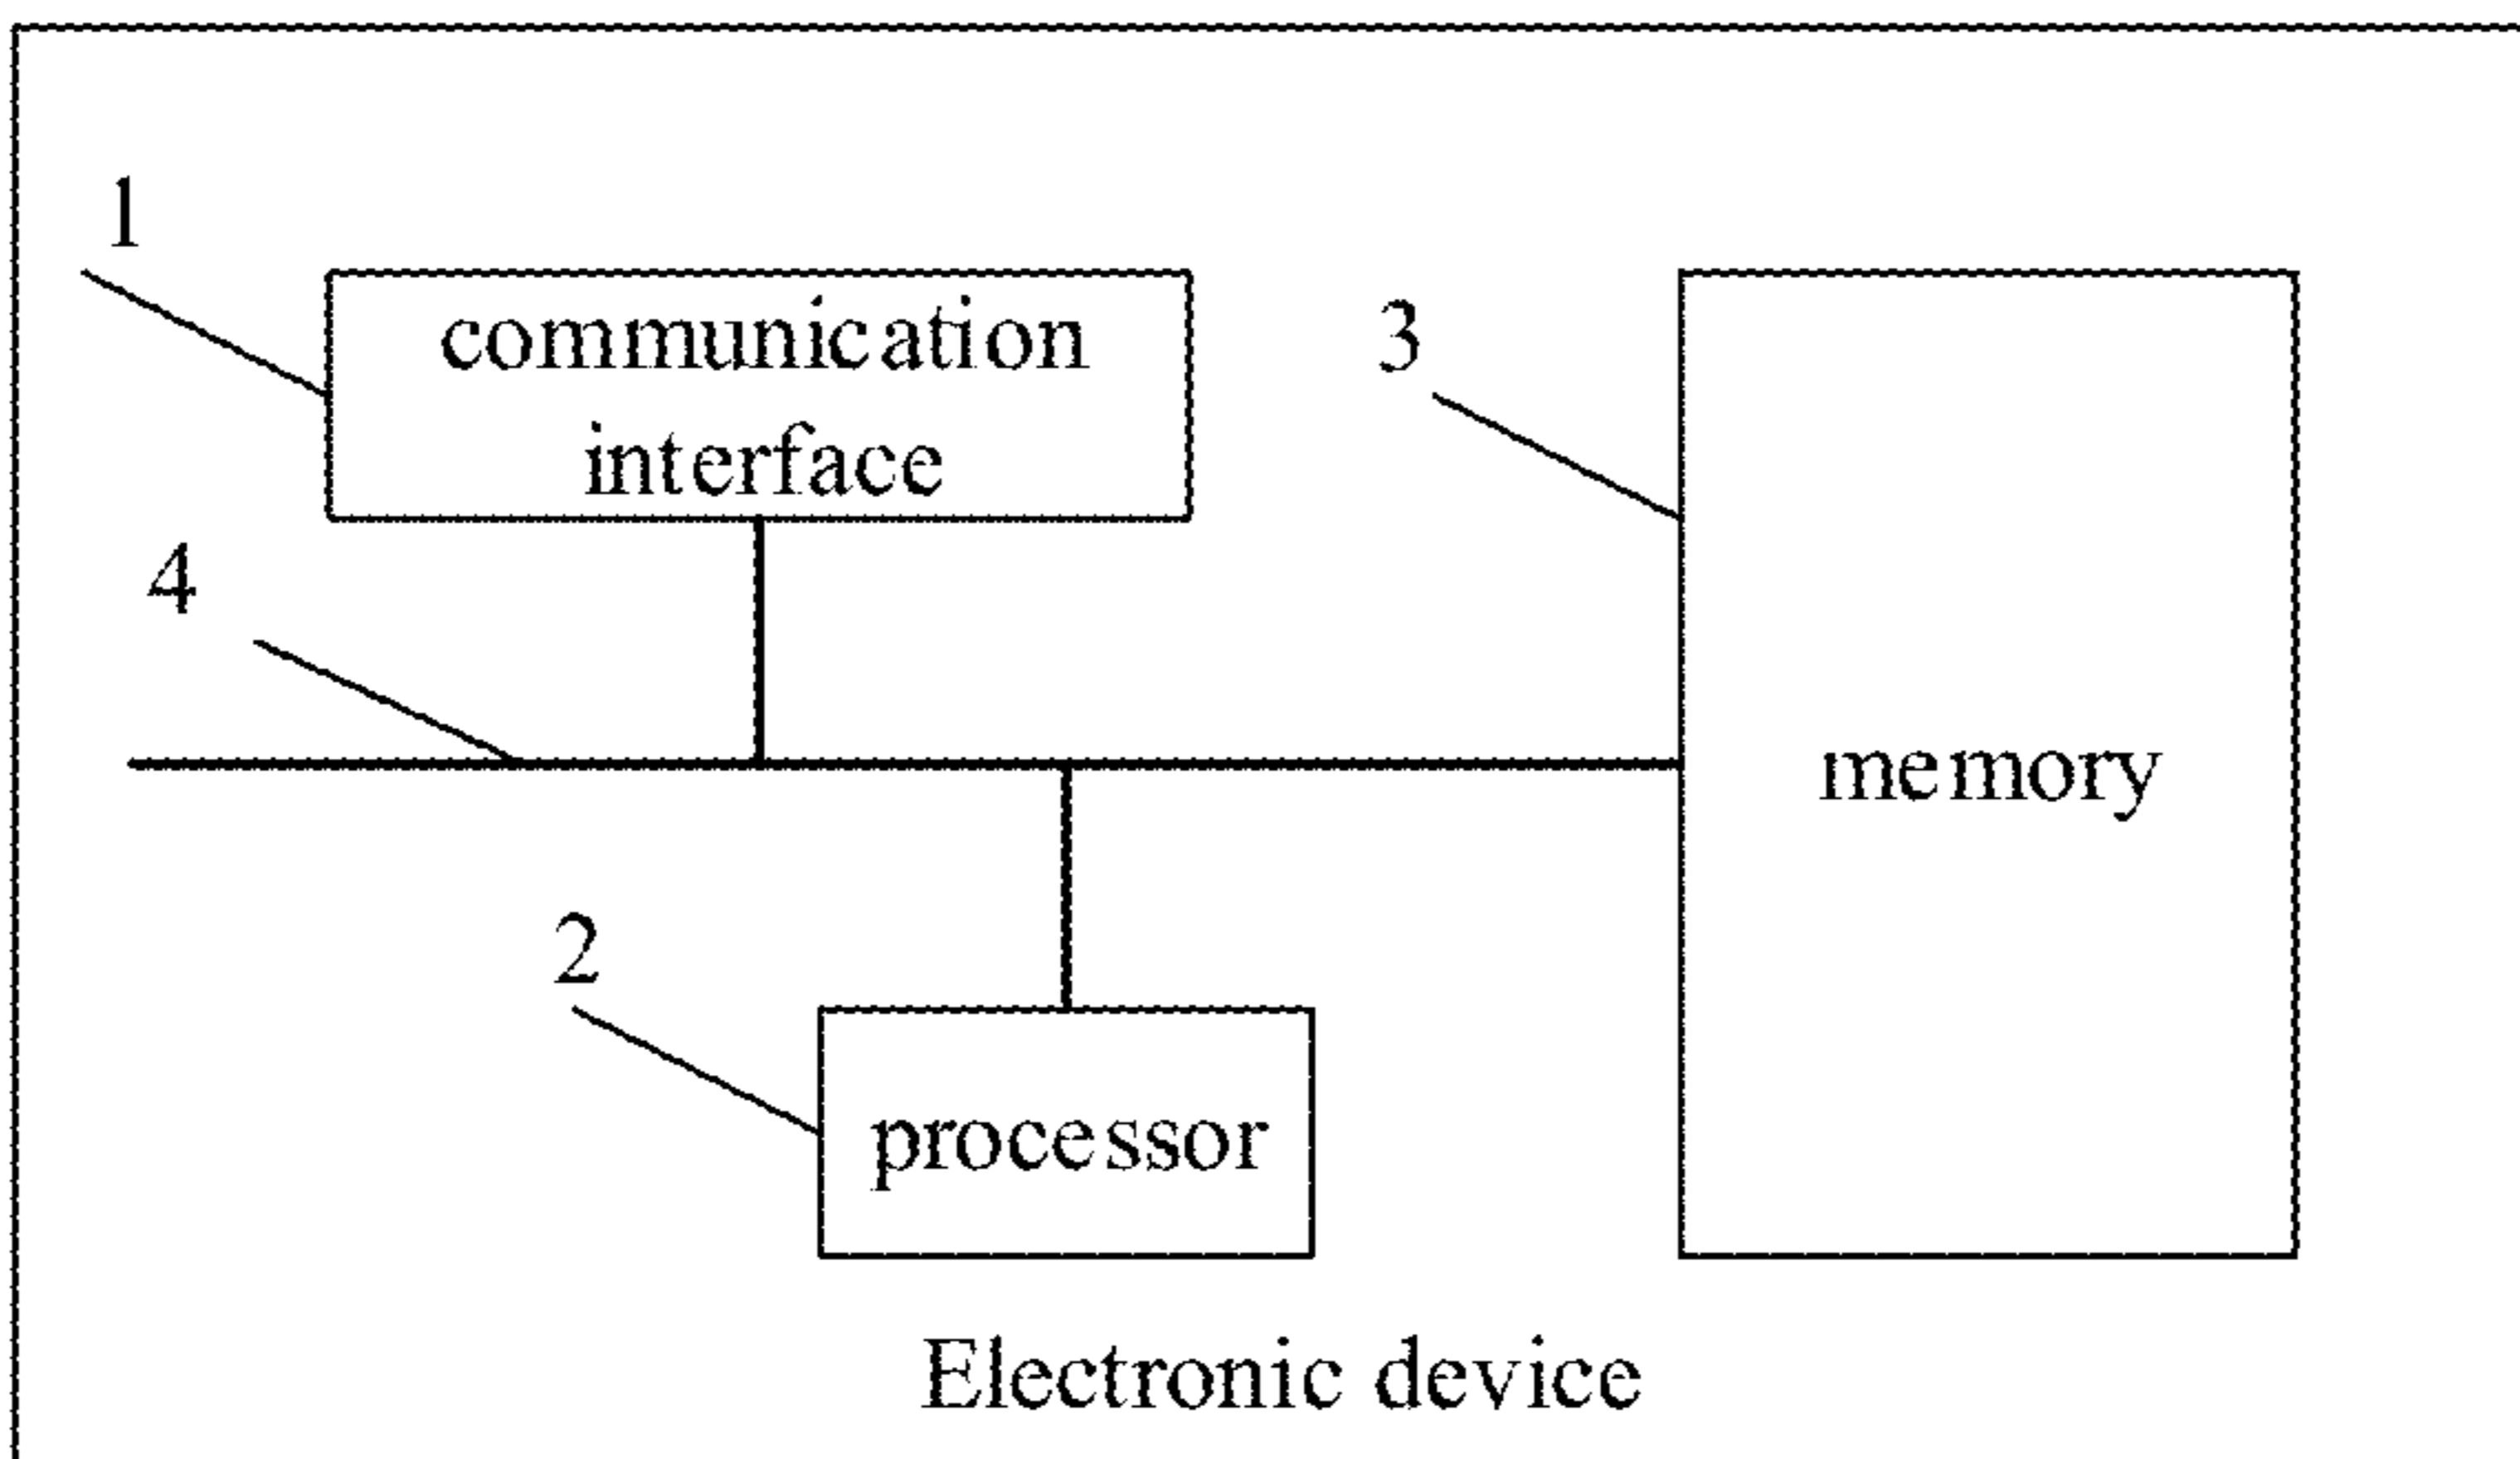 1
communication
interface
3
4
memory
2
processor
Electronic device